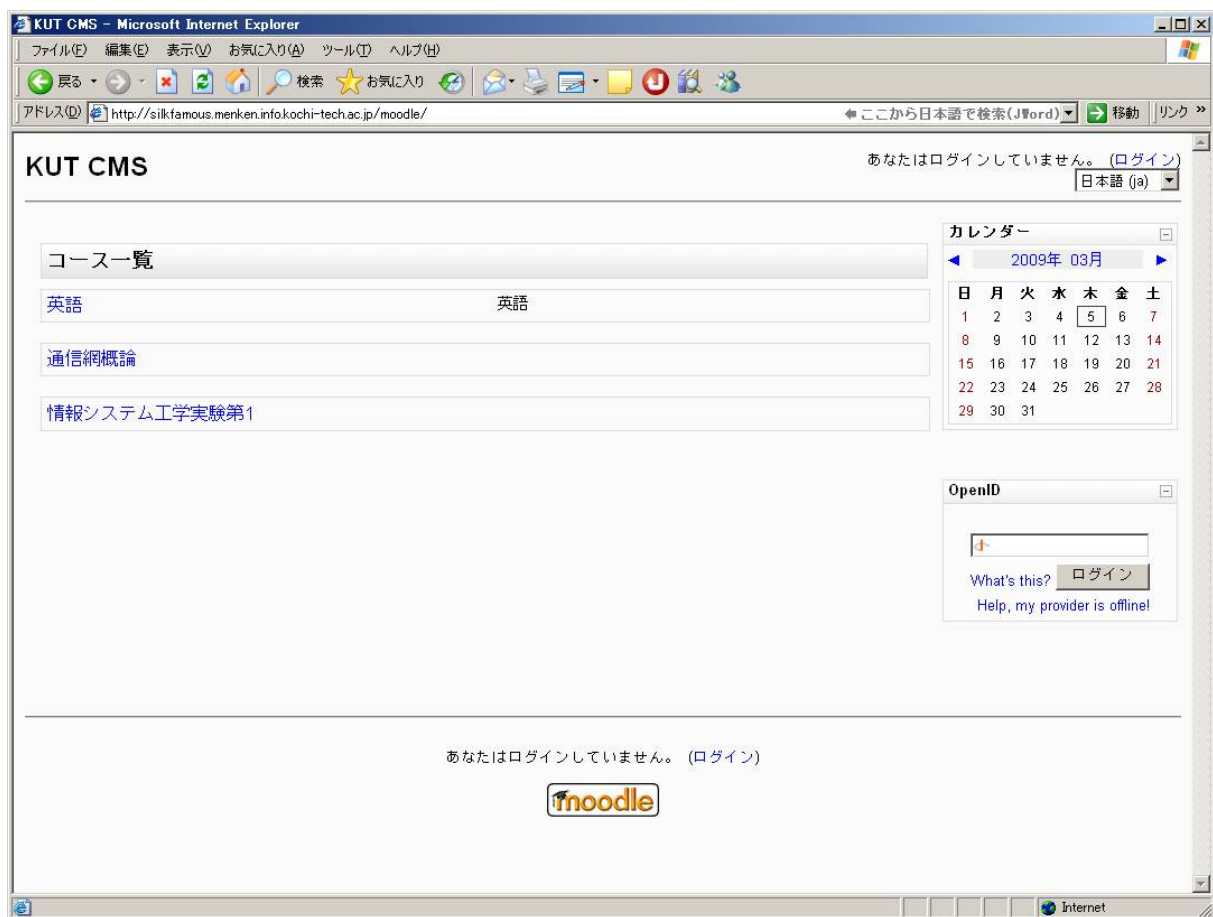 KUT CMS - Microsoft Internet Explorer
ファイル(F) 編集(E) 表示(V) お気に入り(A) ツール(T) ヘルプ(H)
戻る 検索 お気に入り
アドレス(D) http://silkfamous.menken.info.kochi-tech.ac.jp/moodle/ ここから日本語で検索(JWord) 移動 リンク »
KUT CMS
あなたはログインしていません。 (ログイン)
日本語 (ja)
コース一覧
英語 英語
通信網概論
情報システム工学実験第1
カレンダー
2009年 03月
日 月 火 水 木 金 土
1 2 3 4 5 6 7
8 9 10 11 12 13 14
15 16 17 18 19 20 21
22 23 24 25 26 27 28
29 30 31
OpenID
What's this? ログイン
Help, my provider is offline!
あなたはログインしていません。 (ログイン)
moodle
Internet